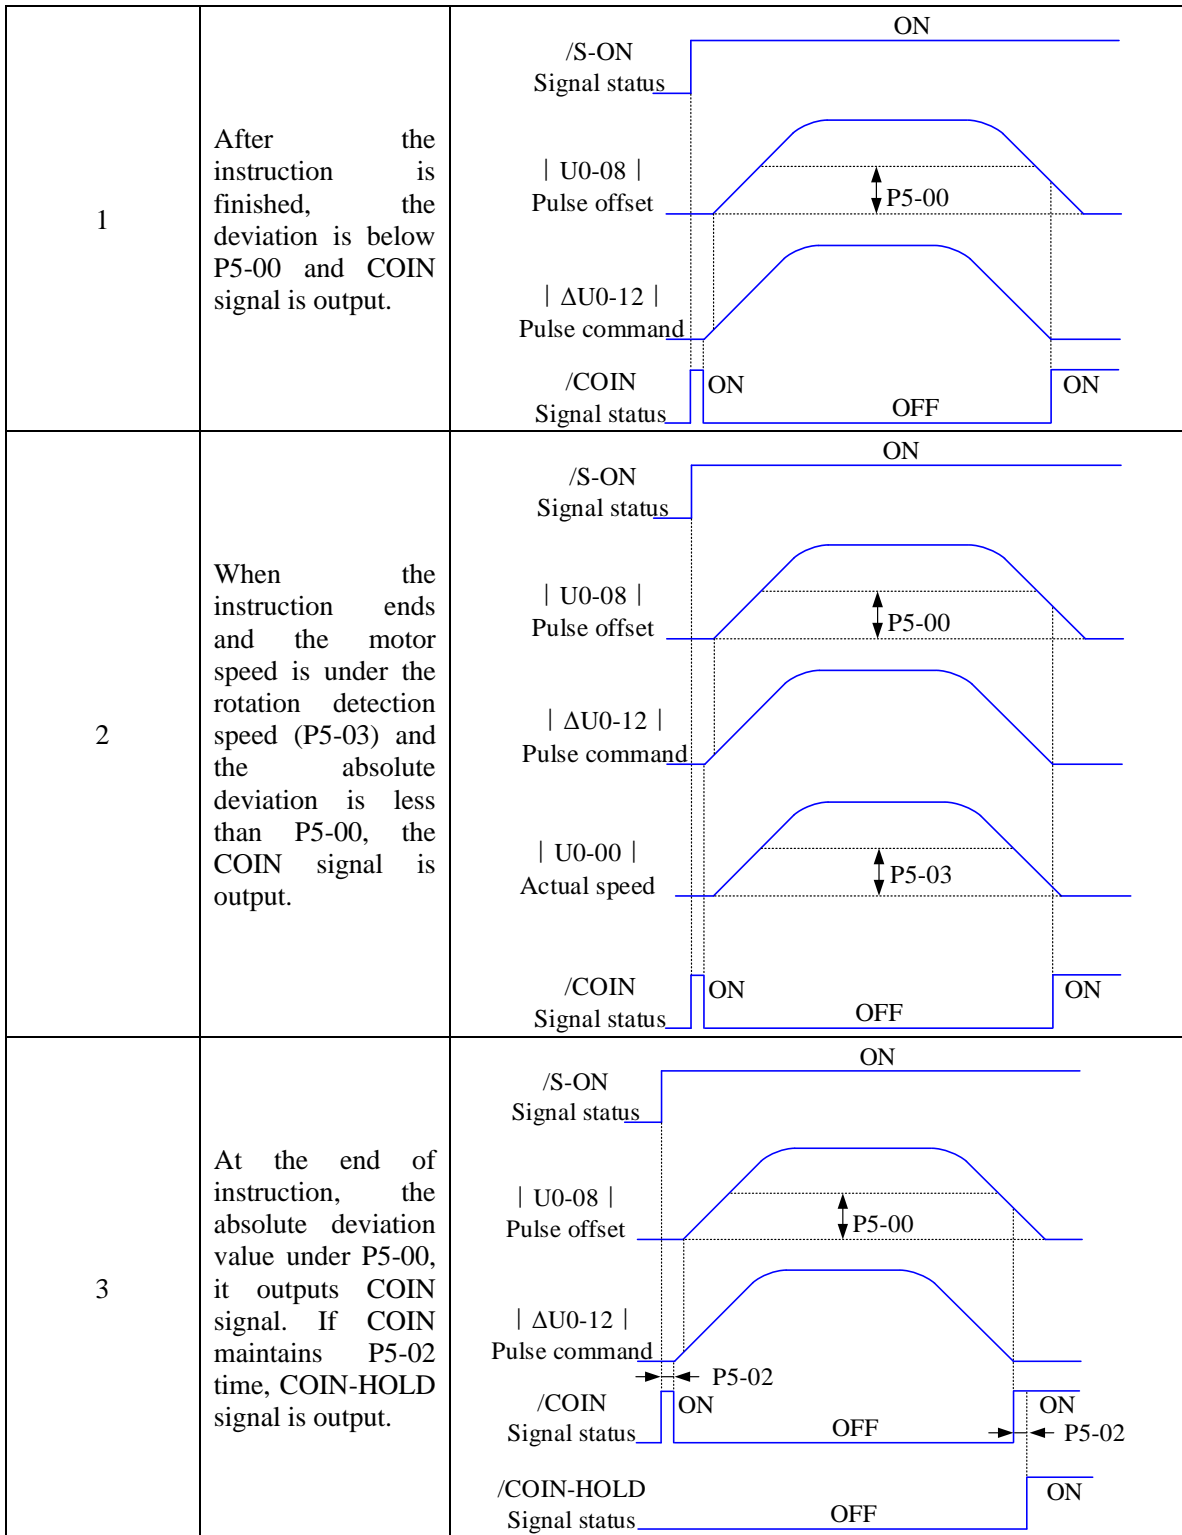 1
After the
instruction is
finished, the
deviation is below
P5-00 and COIN
signal is output.
ON
/S-ON
Signal status
| U0-08 |
Pulse offset
P5-00
| ΔU0-12 |
Pulse command
/COIN
Signal status
ON
OFF
ON
2
When the
instruction ends
and the motor
speed is under the
rotation detection
speed (P5-03) and
the absolute
deviation is less
than P5-00, the
COIN signal is
output.
ON
/S-ON
Signal status
| U0-08 |
Pulse offset
P5-00
| ΔU0-12 |
Pulse command
| U0-00 |
Actual speed
P5-03
/COIN
Signal status
ON
OFF
ON
3
At the end of
instruction, the
absolute deviation
value under P5-00,
it outputs COIN
signal. If COIN
maintains P5-02
time, COIN-HOLD
signal is output.
ON
/S-ON
Signal status
| U0-08 |
Pulse offset
P5-00
| ΔU0-12 |
Pulse command
P5-02
/COIN
Signal status
ON
OFF
ON
P5-02
/COIN-HOLD
Signal status
OFF
ON